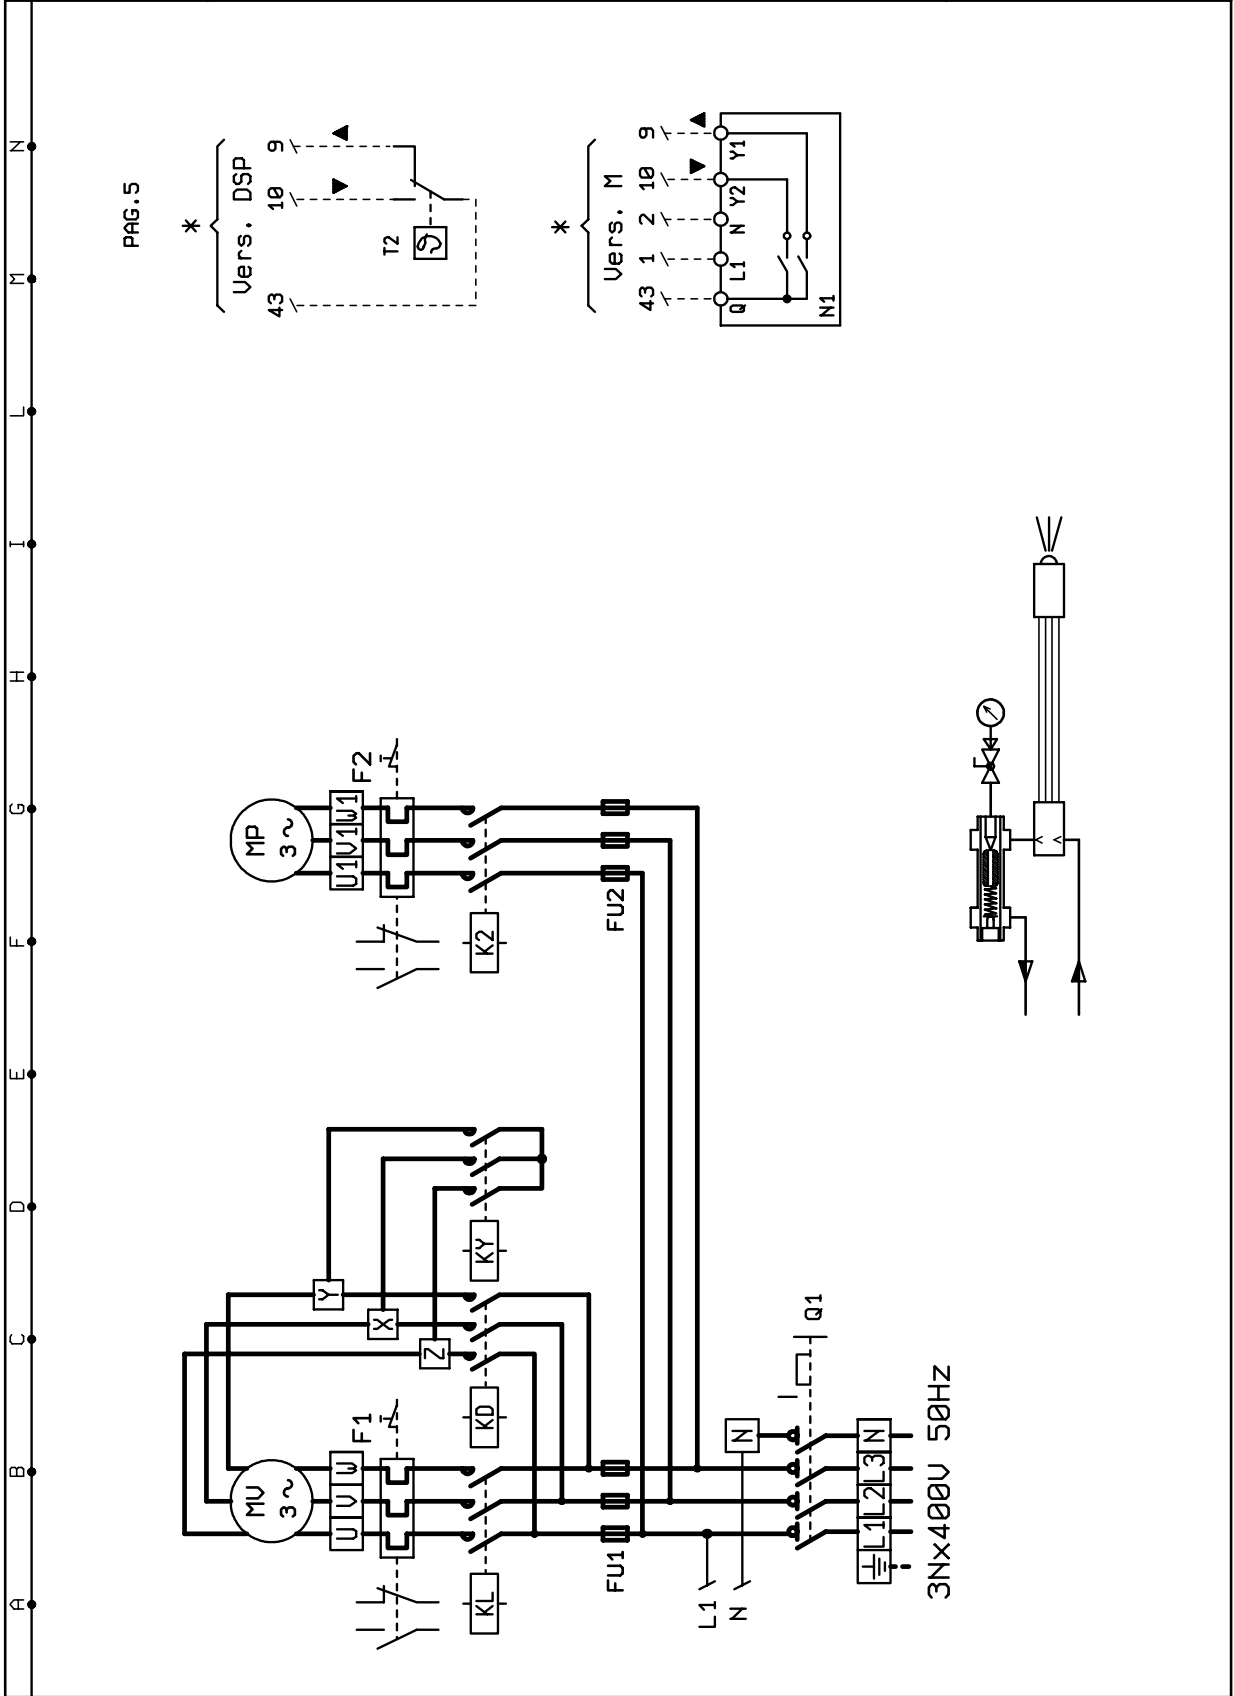 A B C D E F G H I L M N
PAG.5
*
Vers. DSP
43 10 9
T2
*
Vers. M
43 1 2 10 9
Q L1 N Y2 Y1
N1
MV
3 ~
U V W
F1
Y
X
Z
KL
KD
KY
MP
3 ~
U1 V1 W1
F2
K2
FU1
FU2
L1
N
N
Q1
L1 L2 L3 N
3Nx400V 50Hz